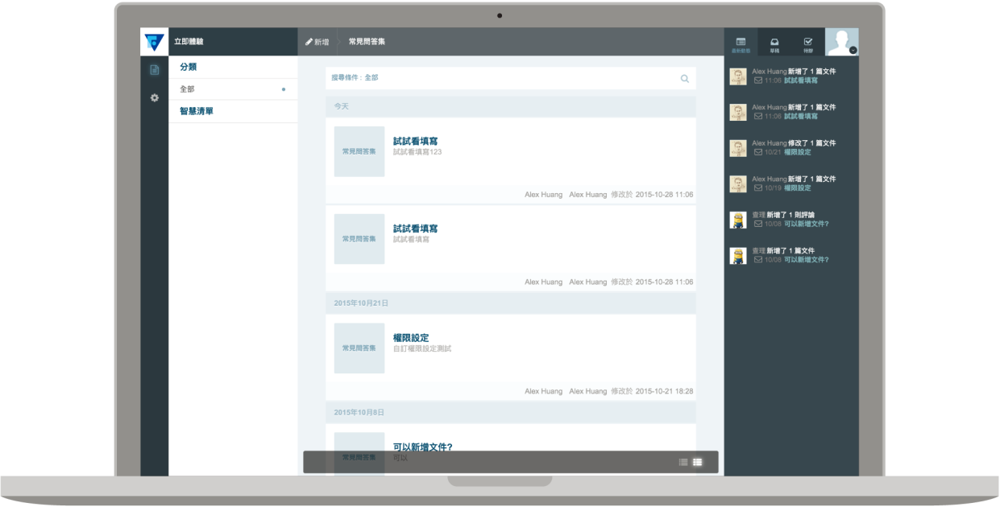 立即體驗
新增
常見問答集
最新動態
草稿
待辦
分類
全部
智慧清單
搜尋條件 : 全部
今天
常見問答集
試試看填寫
試試看填寫123
Alex Huang Alex Huang 修改於 2015-10-28 11:06
常見問答集
試試看填寫
試試看填寫
Alex Huang Alex Huang 修改於 2015-10-28 11:06
2015年10月21日
常見問答集
權限設定
自訂權限設定測試
Alex Huang Alex Huang 修改於 2015-10-21 18:28
2015年10月8日
常見問答集
可以新增文件?
可以
Alex Huang 新增了 1 篇文件
11:06 試試看填寫
Alex Huang 新增了 1 篇文件
11:06 試試看填寫
Alex Huang 修改了 1 篇文件
10/21 權限設定
Alex Huang 新增了 1 篇文件
10/19 權限設定
查理 新增了 1 則評論
10/08 可以新增文件?
查理 新增了 1 篇文件
10/08 可以新增文件?